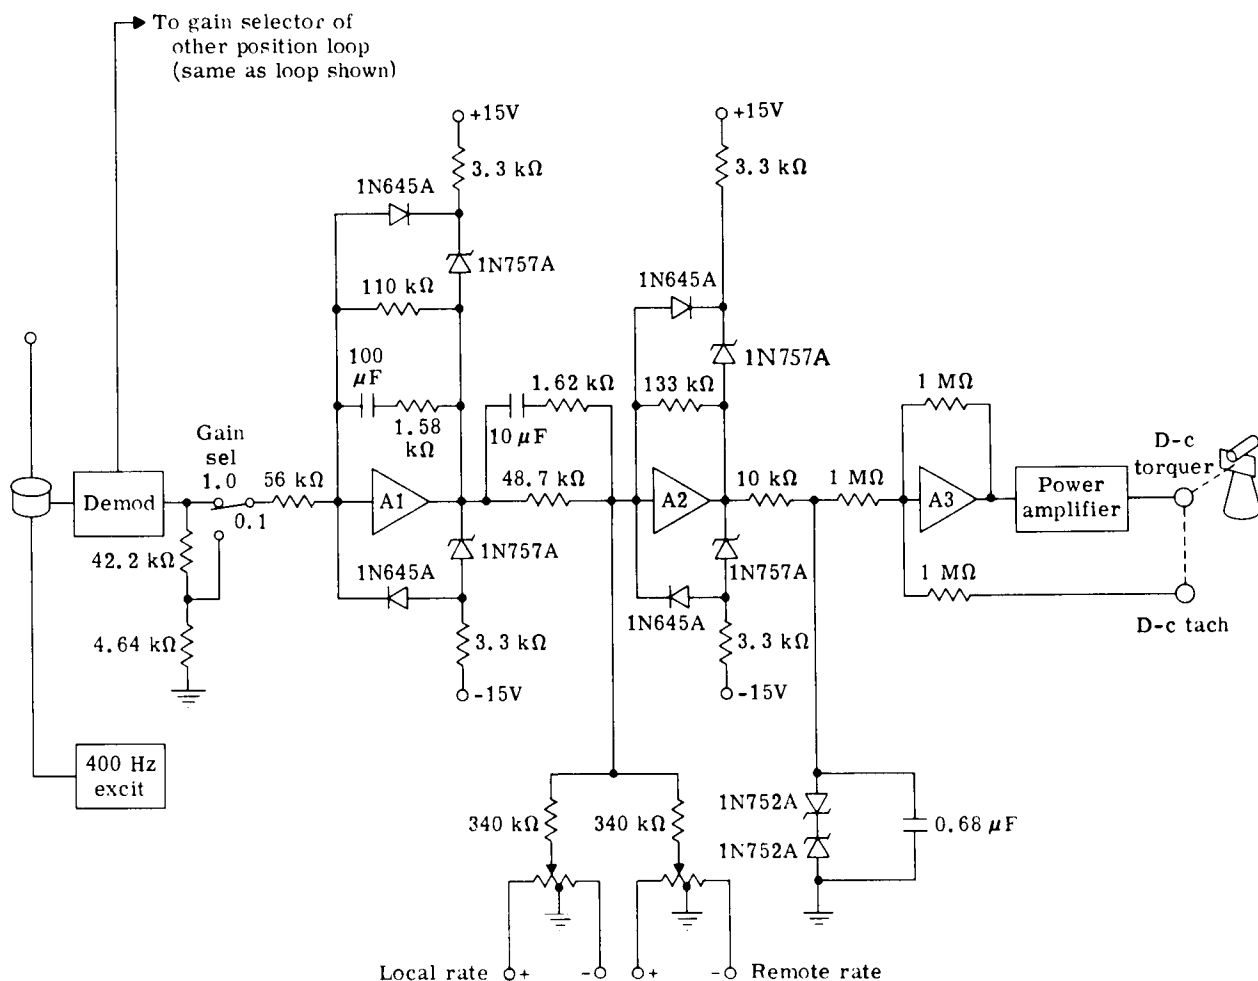 To gain selector of
other position loop
(same as loop shown)
+15V
3.3 kΩ
1N645A
1N757A
110 kΩ
100
μF
1.58
kΩ
+15V
3.3 kΩ
1N645A
1N757A
1.62 kΩ
10 μF
133 kΩ
1 MΩ
Gain
sel
1.0
0.1
56 kΩ
Demod
A1
48.7 kΩ
A2
10 kΩ
1 MΩ
A3
Power
amplifier
D-c
torquer
42.2 kΩ
4.64 kΩ
1N645A
1N757A
3.3 kΩ
-15V
1N645A
1N757A
3.3 kΩ
-15V
1 MΩ
D-c tach
400 Hz
excit
340 kΩ
340 kΩ
1N752A
1N752A
0.68 μF
Local rate
+
-
+
-
Remote rate